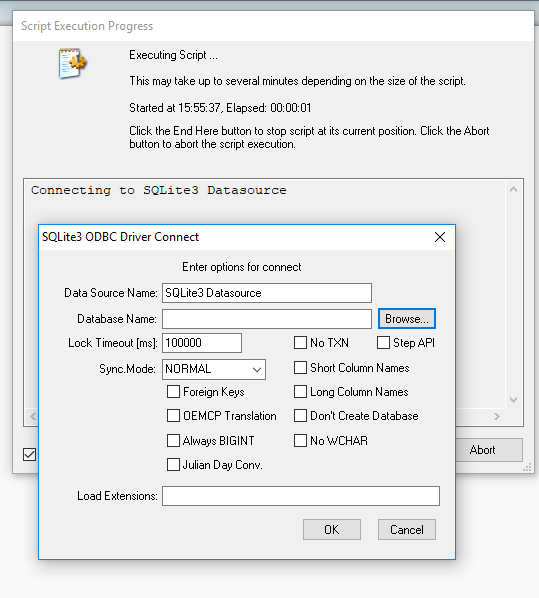 Script Execution Progress
Executing Script ...
This may take up to several minutes depending on the size of the script.
Started at 15:55:37, Elapsed: 00:00:01
Click the End Here button to stop script at its current position. Click the Abort
button to abort the script execution.
Connecting to SQLite3 Datasource
SQLite3 ODBC Driver Connect
Enter options for connect
Data Source Name: SQLite3 Datasource
Database Name: Browse...
Lock Timeout [ms]: 100000 No TXN Step API
Sync.Mode: NORMAL Short Column Names
Foreign Keys Long Column Names
OEMCP Translation Don't Create Database
Always BIGINT No WCHAR
Abort
Julian Day Conv.
Load Extensions:
OK Cancel